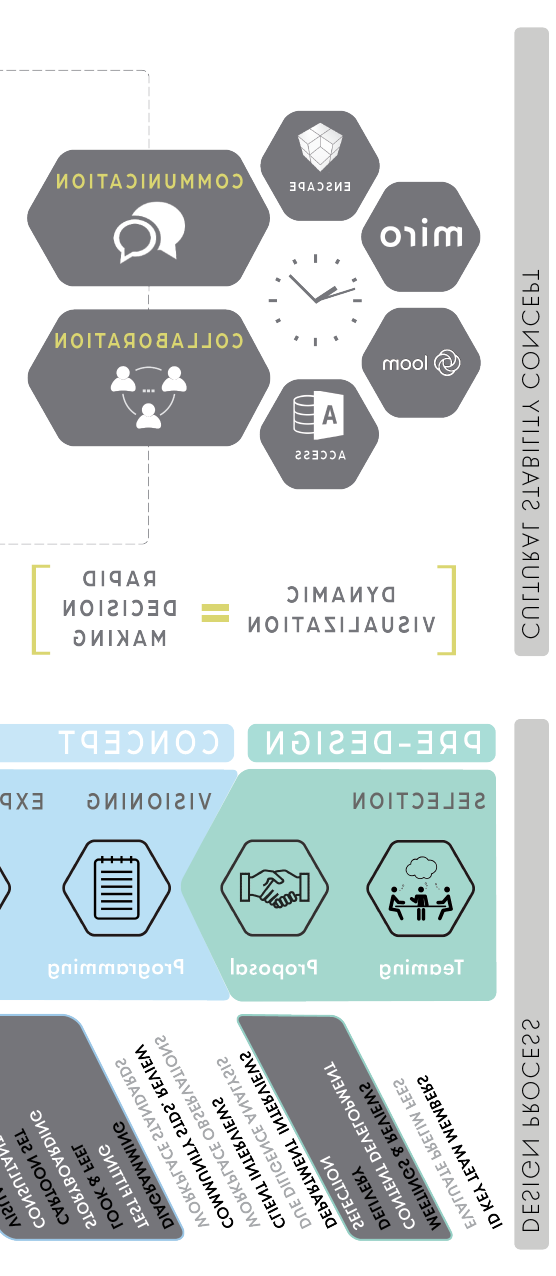 CULTURAL STABILITY CONCEPT
ENSCAPE
miro
loom
A
ACCESS
COMMUNICATION
COLLABORATION
...
DYNAMIC
VISUALIZATION
=
RAPID
DECISION
MAKING
DESIGN PROCESS
PRE-DESIGN
CONCEPT
SELECTION
VISIONING
EXP
Teaming
Proposal
Programming
ID KEY TEAM MEMBERS
EVALUATE PRELIM FEES
MEETINGS & REVIEWS
CONTENT DEVELOPMENT
DELIVERY
SELECTION
DEPARTMENT INTERVIEWS
DUE DILIGENCE ANALYSIS
CLIENT INTERVIEWS
WORKPLACE OBSERVATIONS
COMMUNITY STDS. REVIEW
WORKPLACE STANDARDS
DIAGRAMMING
TEST FITTING
LOOK & FEEL
STORYBOARDING
CARTOON SET
CONSULTANT